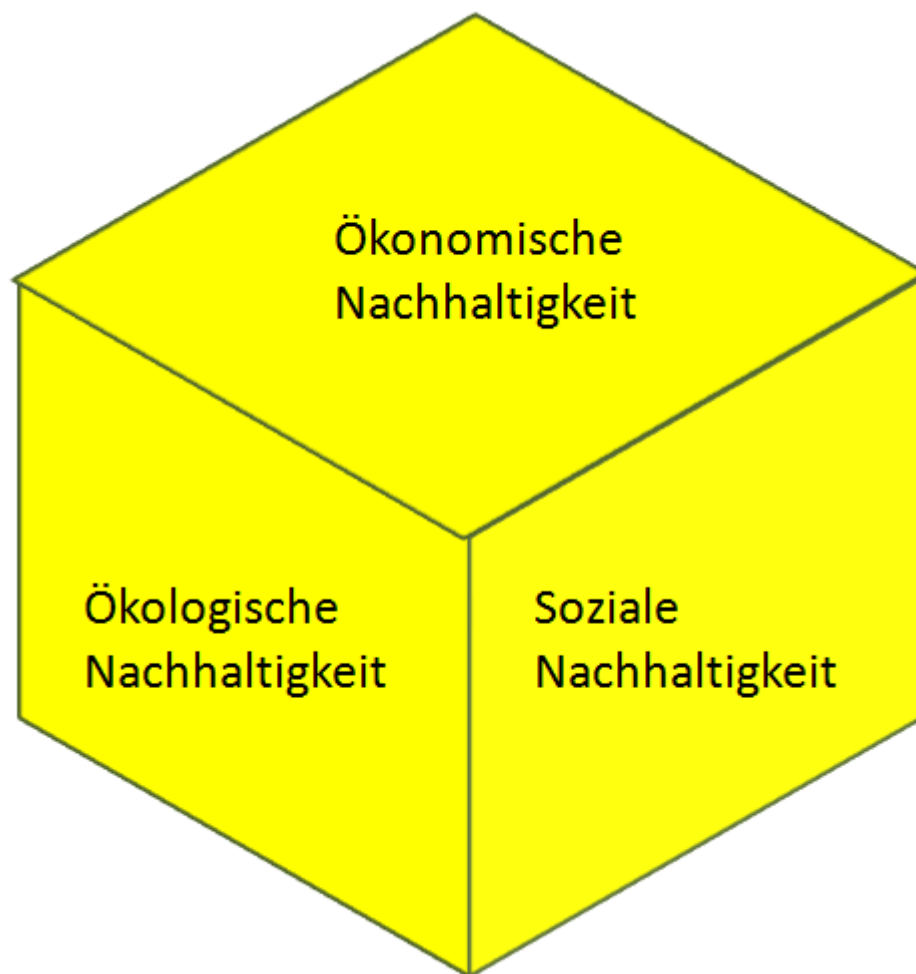 Ökonomische
Nachhaltigkeit
Ökologische
Nachhaltigkeit
Soziale
Nachhaltigkeit